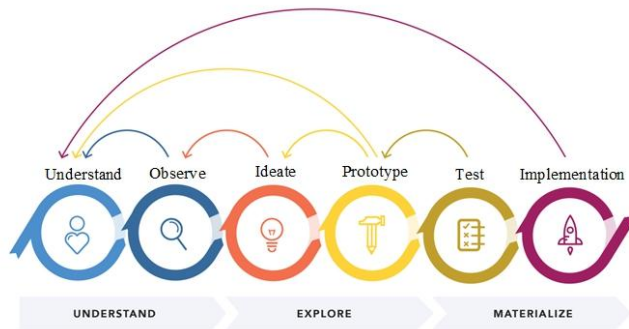 Understand
Observe
Ideate
Prototype
Test
Implementation
UNDERSTAND
EXPLORE
MATERIALIZE